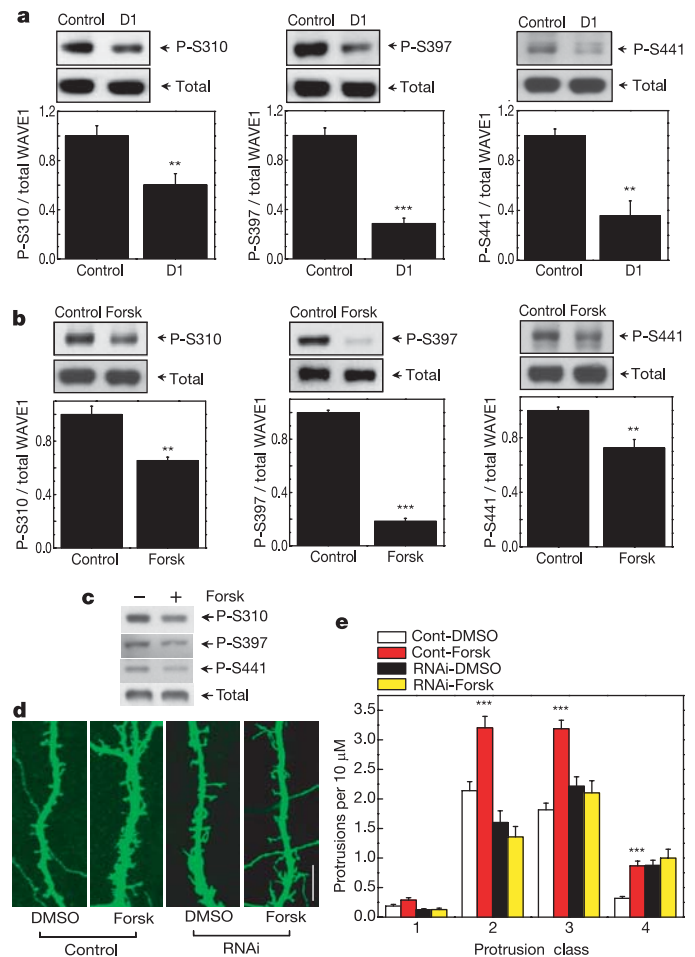 a
Control D1
P-S310
Total
P-S310 / total WAVE1
1.2
0.8
0.4
0.0
**
Control D1
Control D1
P-S397
Total
P-S397 / total WAVE1
1.2
0.8
0.4
0.0
***
Control D1
Control D1
P-S441
Total
P-S441 / total WAVE1
1.2
0.8
0.4
0.0
**
Control D1
b
Control Forsk
P-S310
Total
P-S310 / total WAVE1
0.8
0.4
0.0
**
Control Forsk
Control Forsk
P-S397
Total
P-S397 / total WAVE1
0.8
0.4
0.0
***
Control Forsk
Control Forsk
P-S441
Total
P-S441 / total WAVE1
0.8
0.4
0.0
**
Control Forsk
c
− + Forsk
P-S310
P-S397
P-S441
Total
d
DMSO Forsk DMSO Forsk
Control RNAi
e
Cont-DMSO
Cont-Forsk
RNAi-DMSO
RNAi-Forsk
Protrusions per 10 µM
3.5
3.0
2.5
2.0
1.5
1.0
0.5
0.0
*** *** ***
1 2 3 4
Protrusion class